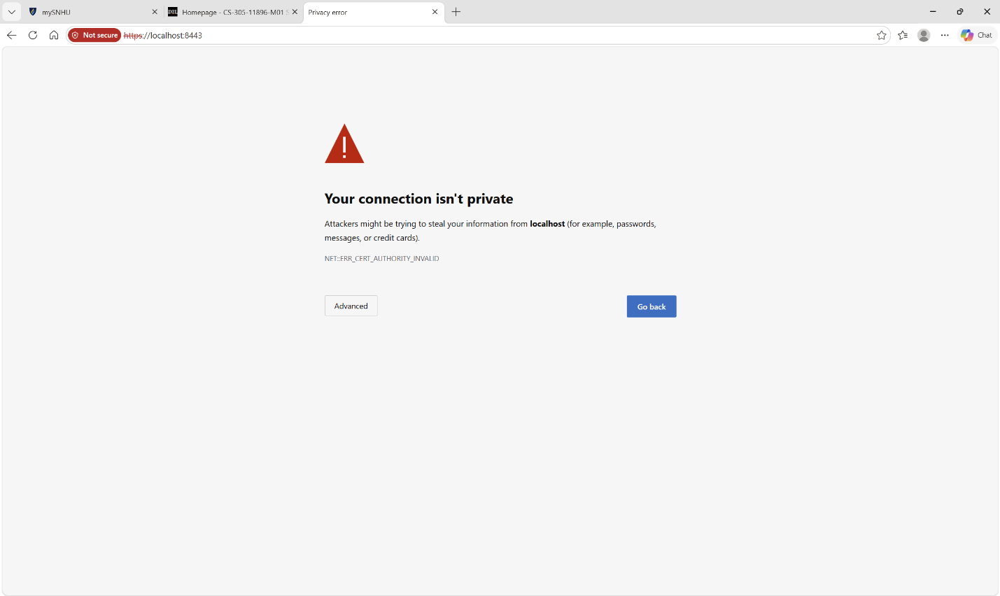 mySNHU
DZL Homepage - CS-305-11896-M01 S
Privacy error
Not secure https://localhost:8443
Chat
Your connection isn't private
Attackers might be trying to steal your information from localhost (for example, passwords,
messages, or credit cards).
NET::ERR_CERT_AUTHORITY_INVALID
Advanced
Go back